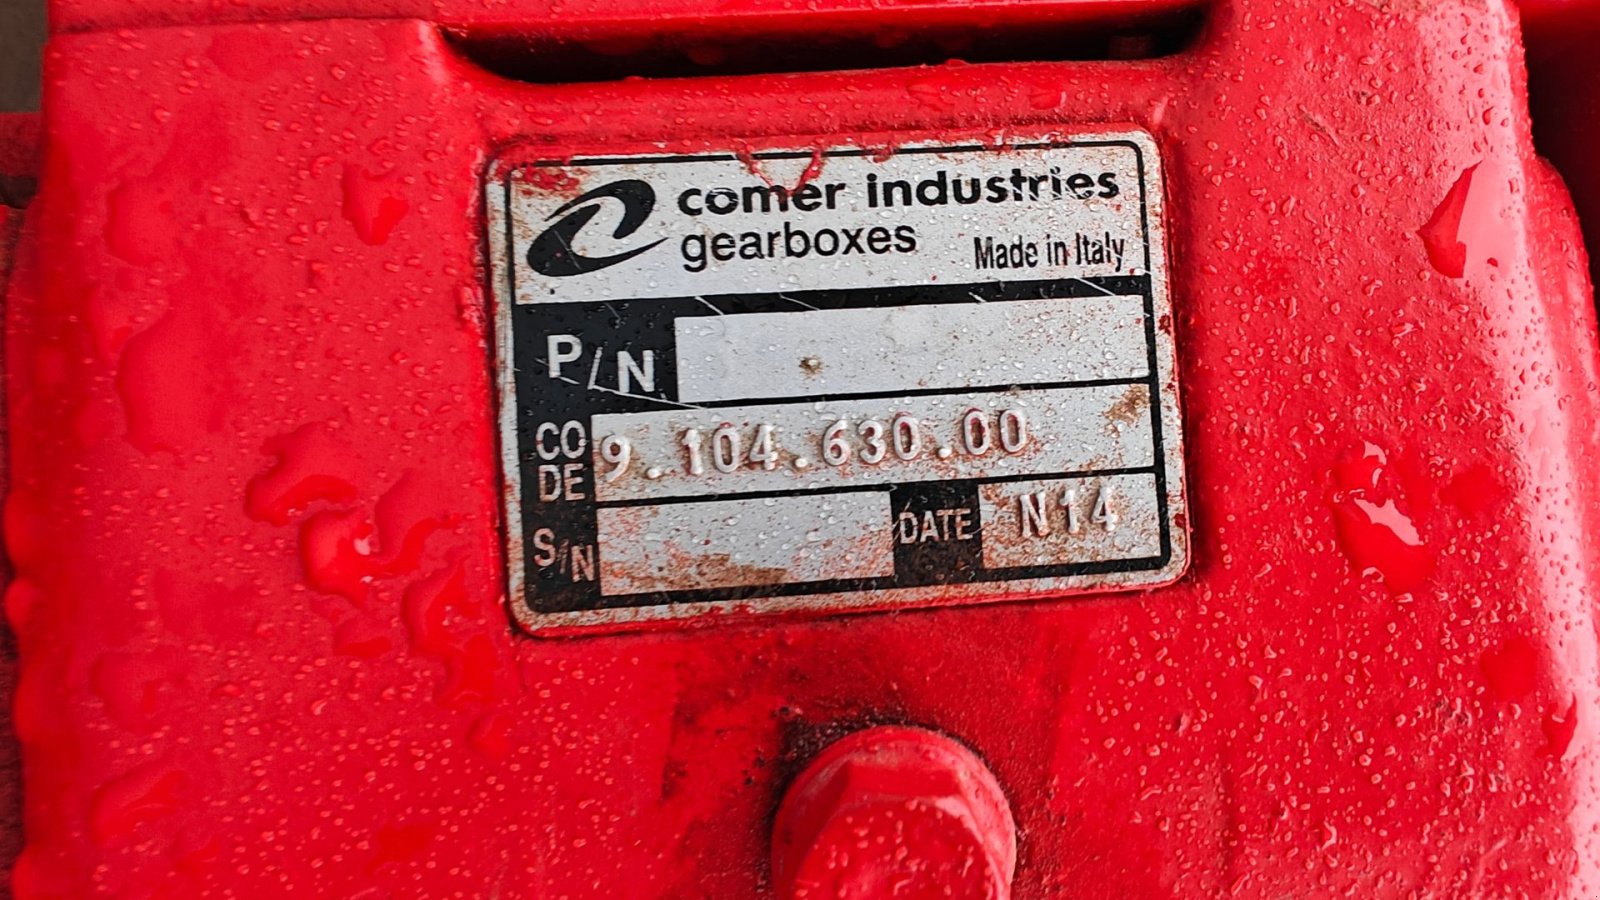 comer industries
gearboxes Made in Italy
P/N
CODE 9.104.630.00
S/N DATE N14